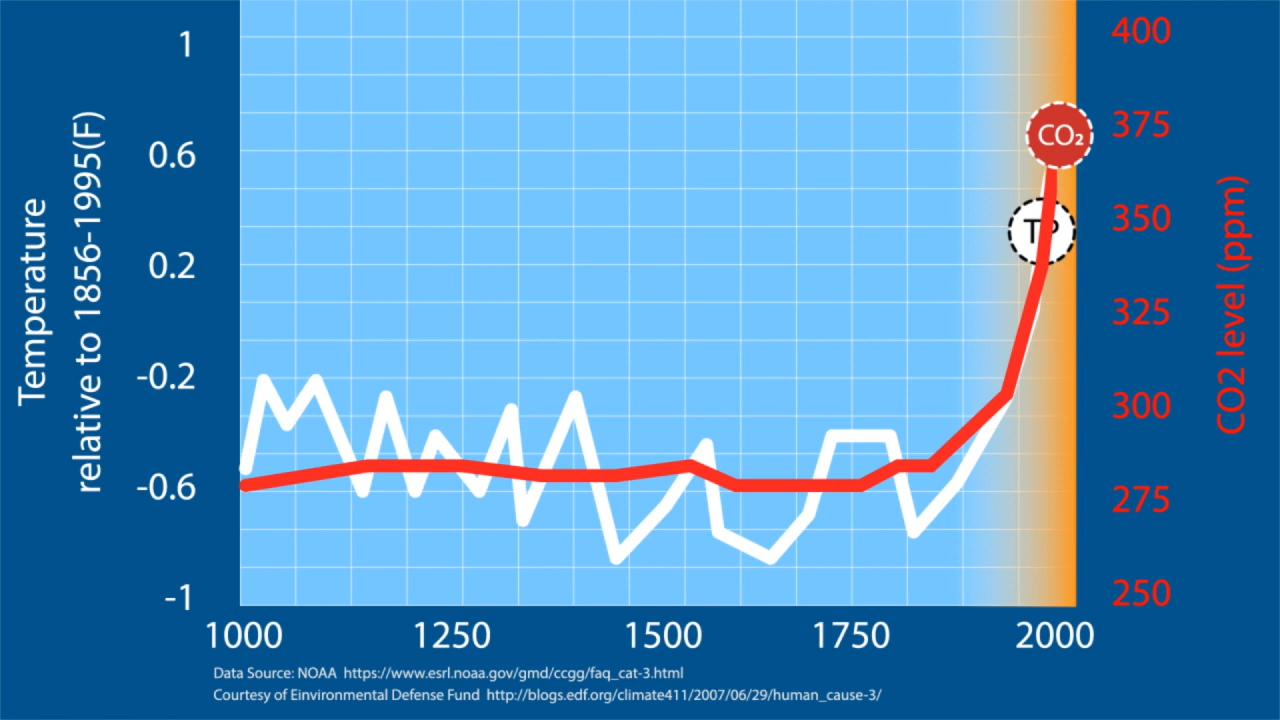 1
0.6
0.2
-0.2
-0.6
-1
Temperature
relative to 1856-1995(F)
400
375
350
325
300
275
250
CO2 level (ppm)
CO₂
TP
1000 1250 1500 1750 2000
Data Source: NOAA https://www.esrl.noaa.gov/gmd/ccgg/faq_cat-3.html
Courtesy of Einvironmental Defense Fund http://blogs.edf.org/climate411/2007/06/29/human_cause-3/